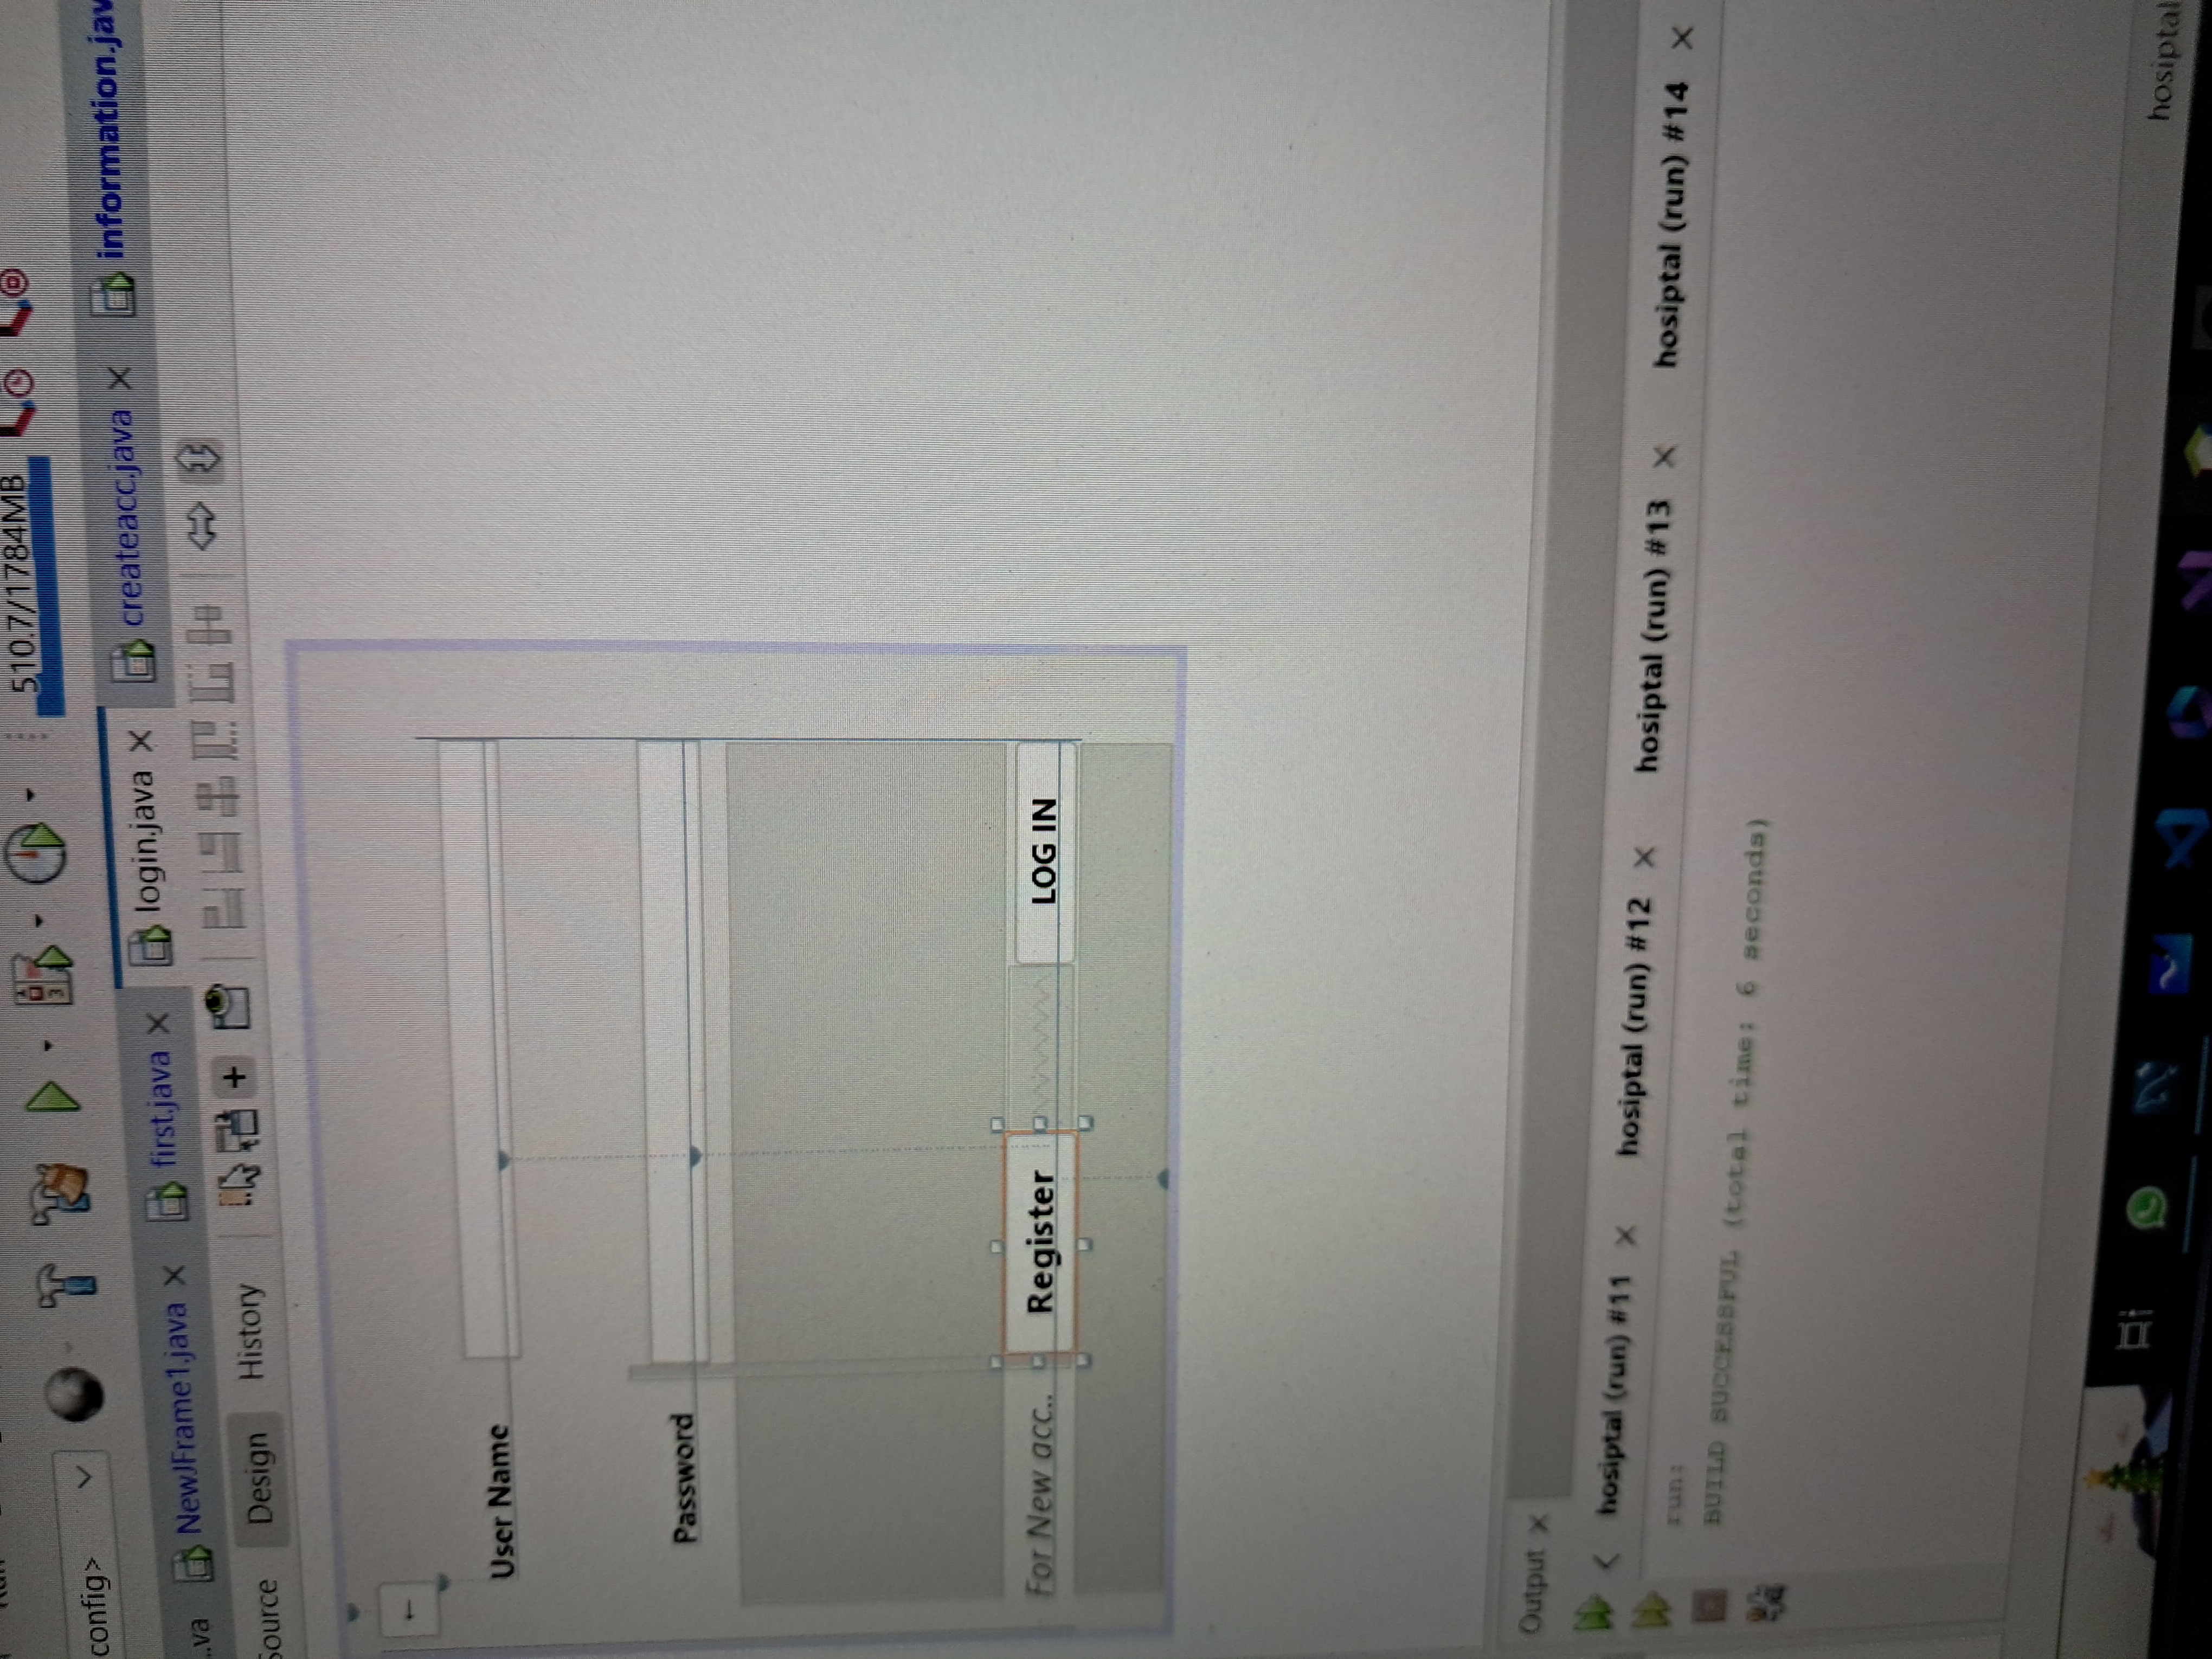 510.7/1784MB
config>
..va NewJFrame1.java first.java login.java createacc.java information.jav
Source Design History
User Name
Password
For New acc.. Register LOG IN
Output
hosiptal (run) #11 hosiptal (run) #12 hosiptal (run) #13 hosiptal (run) #14
run:
BUILD SUCCESSFUL (total time: 6 seconds)
hosiptal